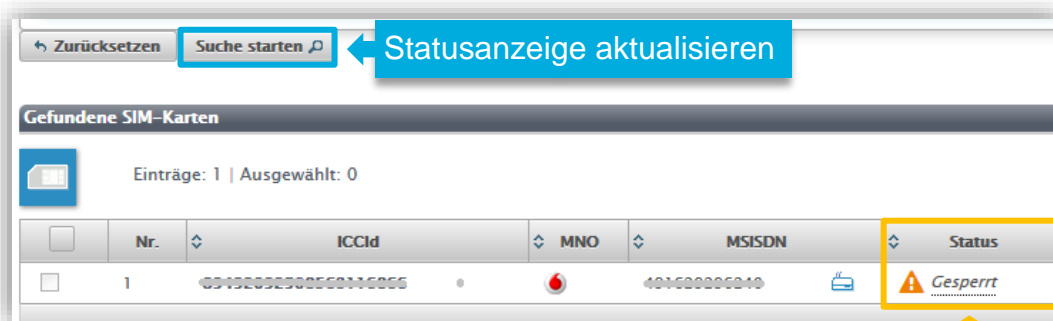 Zurücksetzen Suche starten Statusanzeige aktualisieren
Gefundene SIM-Karten
Einträge: 1 | Ausgewählt: 0
Nr. ICCId MNO MSISDN Status
1 Gesperrt